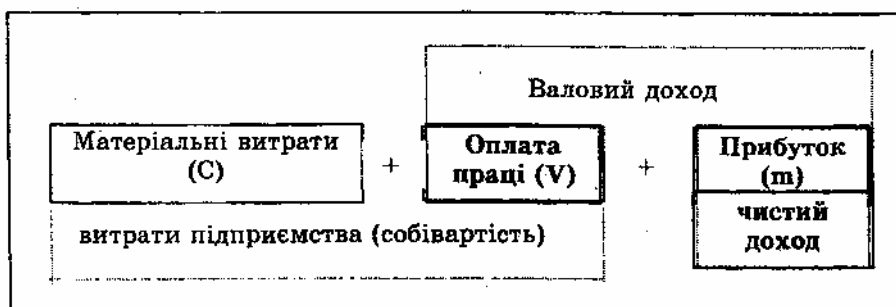 Валовий доход
Матеріальні витрати
(С)
+
Оплата
праці (V)
+
Прибуток
(m)
чистий
доход
витрати підприємства (собівартість)